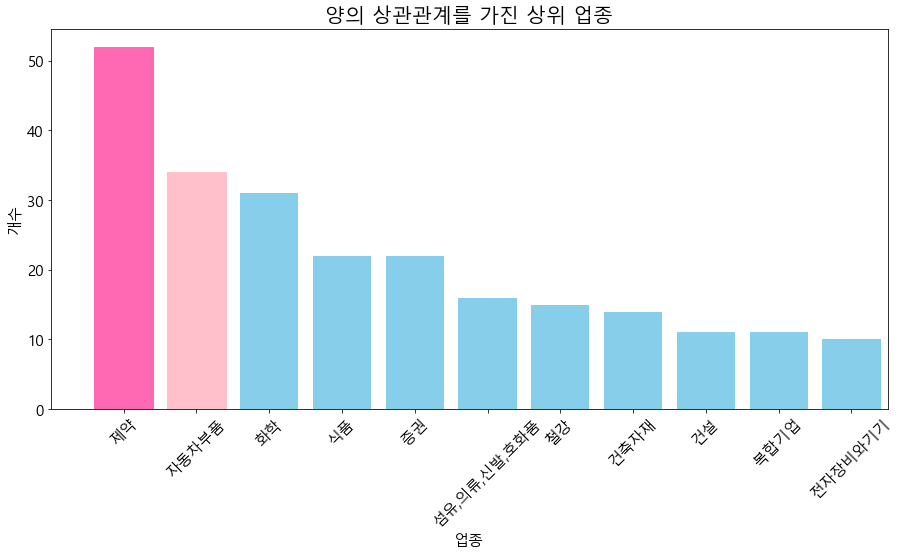 양의 상관관계를 가진 상위 업종
개수
50
40
30
20
10
0
제약
자동차부품
화학
식품
증권
섬유,의류,신발,호화품
철강
건축자재
건설
복합기업
전자장비와기기
업종